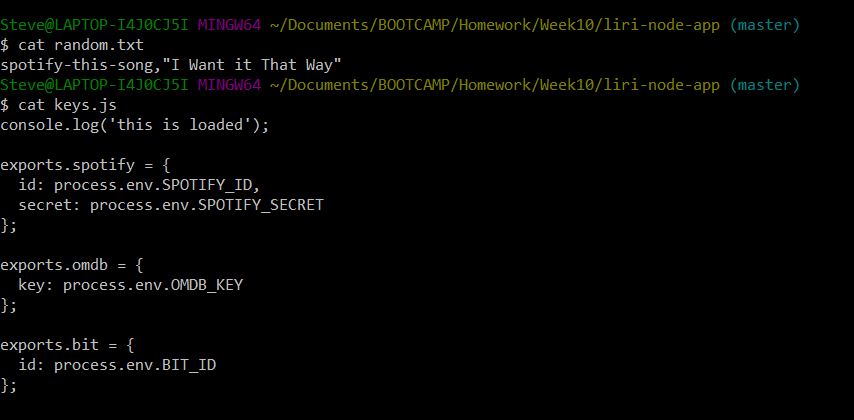 Steve@LAPTOP-I4J0CJ5I MINGW64 ~/Documents/BOOTCAMP/Homework/Week10/liri-node-app (master)
$ cat random.txt
spotify-this-song,"I Want it That Way"
Steve@LAPTOP-I4J0CJ5I MINGW64 ~/Documents/BOOTCAMP/Homework/Week10/liri-node-app (master)
$ cat keys.js
console.log('this is loaded');

exports.spotify = {
  id: process.env.SPOTIFY_ID,
  secret: process.env.SPOTIFY_SECRET
};

exports.omdb = {
  key: process.env.OMDB_KEY
};

exports.bit = {
  id: process.env.BIT_ID
};